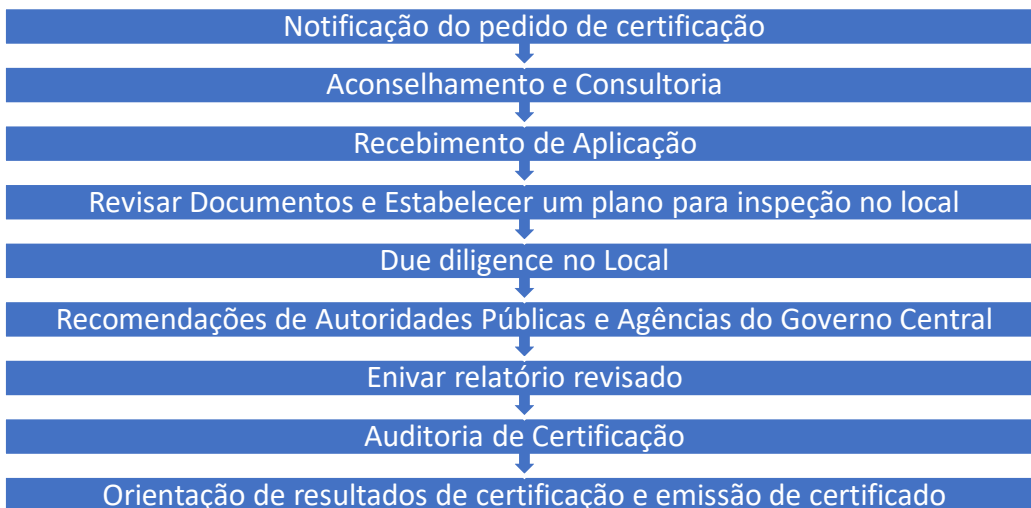 Notificação do pedido de certificação
Aconselhamento e Consultoria
Recebimento de Aplicação
Revisar Documentos e Estabelecer um plano para inspeção no local
Due diligence no Local
Recomendações de Autoridades Públicas e Agências do Governo Central
Enivar relatório revisado
Auditoria de Certificação
Orientação de resultados de certificação e emissão de certificado